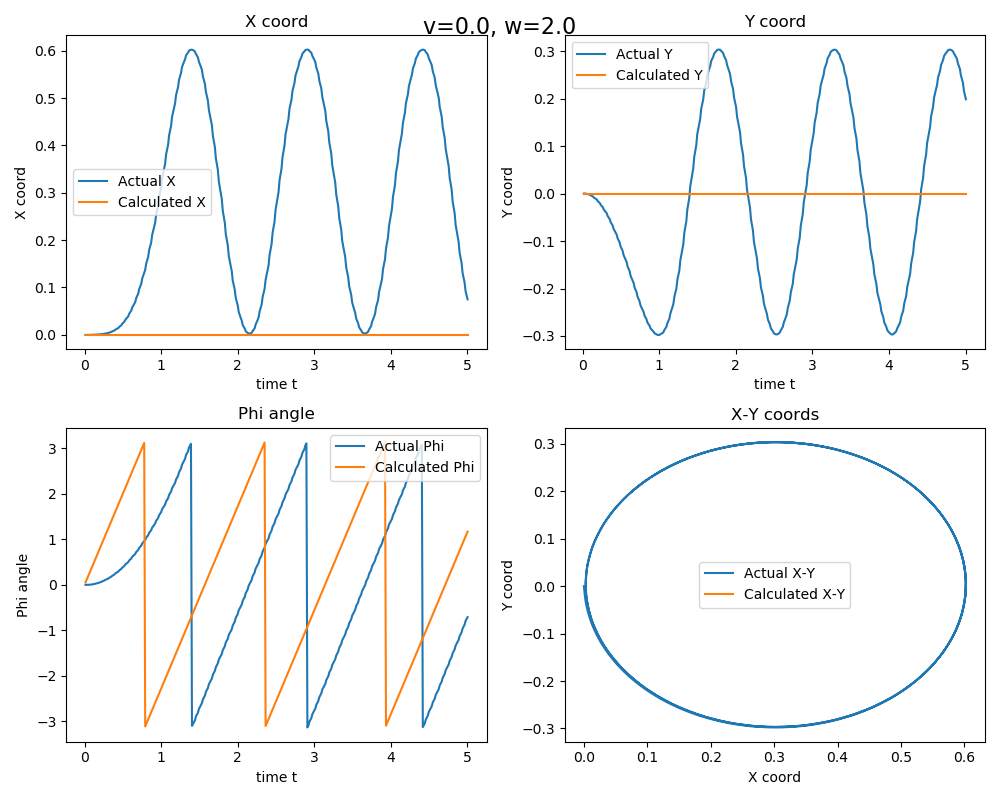 v=0.0, w=2.0
X coord
0.6
0.5
0.4
0.3
0.2
0.1
0.0
X coord
Actual X
Calculated X
0 1 2 3 4 5
time t
Y coord
0.3
0.2
0.1
0.0
−0.1
−0.2
−0.3
Y coord
Actual Y
Calculated Y
0 1 2 3 4 5
time t
Phi angle
3
2
1
0
−1
−2
−3
Phi angle
Actual Phi
Calculated Phi
0 1 2 3 4 5
time t
X-Y coords
0.3
0.2
0.1
0.0
−0.1
−0.2
−0.3
Y coord
Actual X-Y
Calculated X-Y
0.0 0.1 0.2 0.3 0.4 0.5 0.6
X coord